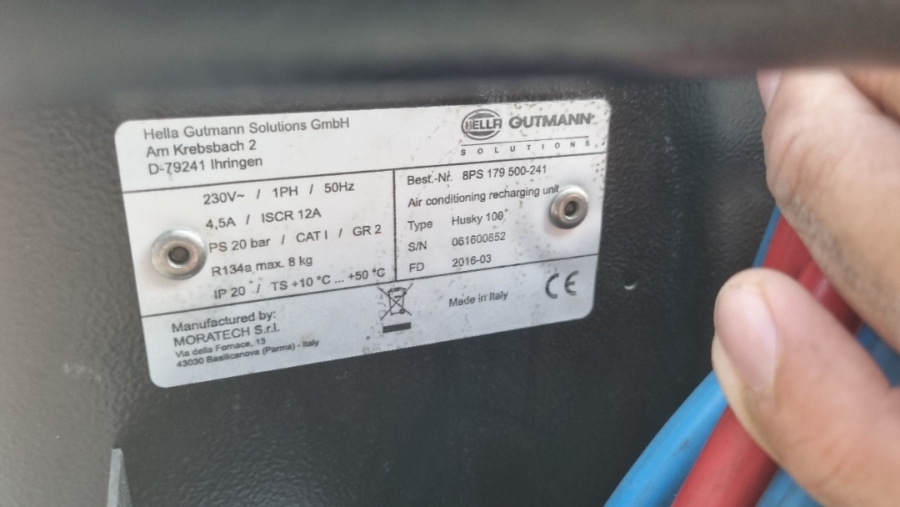 Hella Gutmann Solutions GmbH
Am Krebsbach 2
D-79241 Ihringen
HELLA GUTMANN
SOLUTIONS
230V~ / 1PH / 50Hz
4,5A / ISCR 12A
PS 20 bar / CAT I / GR 2
R134a max. 8 kg
IP 20 / TS +10 °C ... +50 °C
Best.-Nr. 8PS 179 500-241
Air conditioning recharging unit
Type Husky 100
S/N 061600852
FD 2016-03
Manufactured by:
MORATECH S.r.l.
Via della Fornace, 13
43030 Basilicanova (Parma) - Italy
Made in Italy
CE